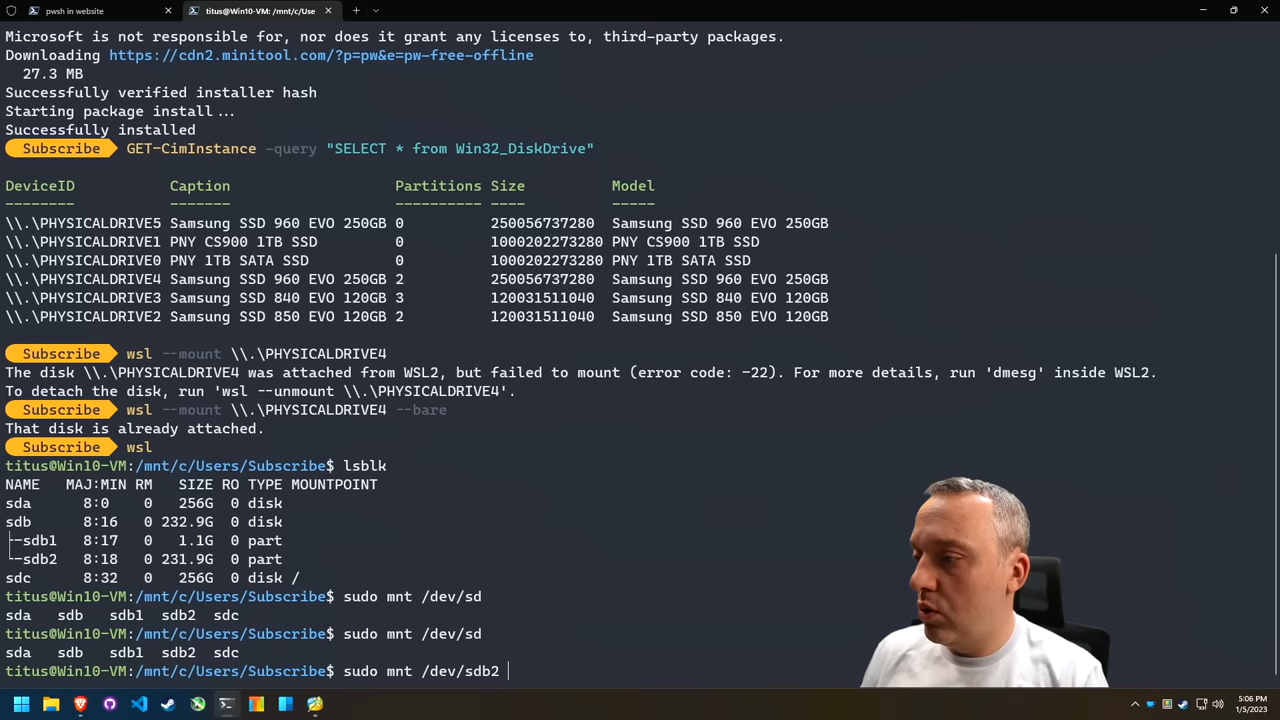 pwsh in website
titus@Win10-VM: /mnt/c/Use
Microsoft is not responsible for, nor does it grant any licenses to, third-party packages.
Downloading https://cdn2.minitool.com/?p=pw&e=pw-free-offline
27.3 MB
Successfully verified installer hash
Starting package install...
Successfully installed
Subscribe GET-CimInstance -query "SELECT * from Win32_DiskDrive"
DeviceID Caption Partitions Size Model
-------- ------- ---------- ---- -----
\\.\PHYSICALDRIVE5 Samsung SSD 960 EVO 250GB 0 250056737280 Samsung SSD 960 EVO 250GB
\\.\PHYSICALDRIVE1 PNY CS900 1TB SSD 0 1000202273280 PNY CS900 1TB SSD
\\.\PHYSICALDRIVE0 PNY 1TB SATA SSD 0 1000202273280 PNY 1TB SATA SSD
\\.\PHYSICALDRIVE4 Samsung SSD 960 EVO 250GB 2 250056737280 Samsung SSD 960 EVO 250GB
\\.\PHYSICALDRIVE3 Samsung SSD 840 EVO 120GB 3 120031511040 Samsung SSD 840 EVO 120GB
\\.\PHYSICALDRIVE2 Samsung SSD 850 EVO 120GB 2 120031511040 Samsung SSD 850 EVO 120GB
Subscribe wsl --mount \\.\PHYSICALDRIVE4
The disk \\.\PHYSICALDRIVE4 was attached from WSL2, but failed to mount (error code: -22). For more details, run 'dmesg' inside WSL2.
To detach the disk, run 'wsl --unmount \\.\PHYSICALDRIVE4'.
Subscribe wsl --mount \\.\PHYSICALDRIVE4 --bare
That disk is already attached.
Subscribe wsl
titus@Win10-VM:/mnt/c/Users/Subscribe$ lsblk
NAME MAJ:MIN RM SIZE RO TYPE MOUNTPOINT
sda 8:0 0 256G 0 disk
sdb 8:16 0 232.9G 0 disk
├─sdb1 8:17 0 1.1G 0 part
└─sdb2 8:18 0 231.9G 0 part
sdc 8:32 0 256G 0 disk /
titus@Win10-VM:/mnt/c/Users/Subscribe$ sudo mnt /dev/sd
sda sdb sdb1 sdb2 sdc
titus@Win10-VM:/mnt/c/Users/Subscribe$ sudo mnt /dev/sd
sda sdb sdb1 sdb2 sdc
titus@Win10-VM:/mnt/c/Users/Subscribe$ sudo mnt /dev/sdb2
5:06 PM
1/5/2023